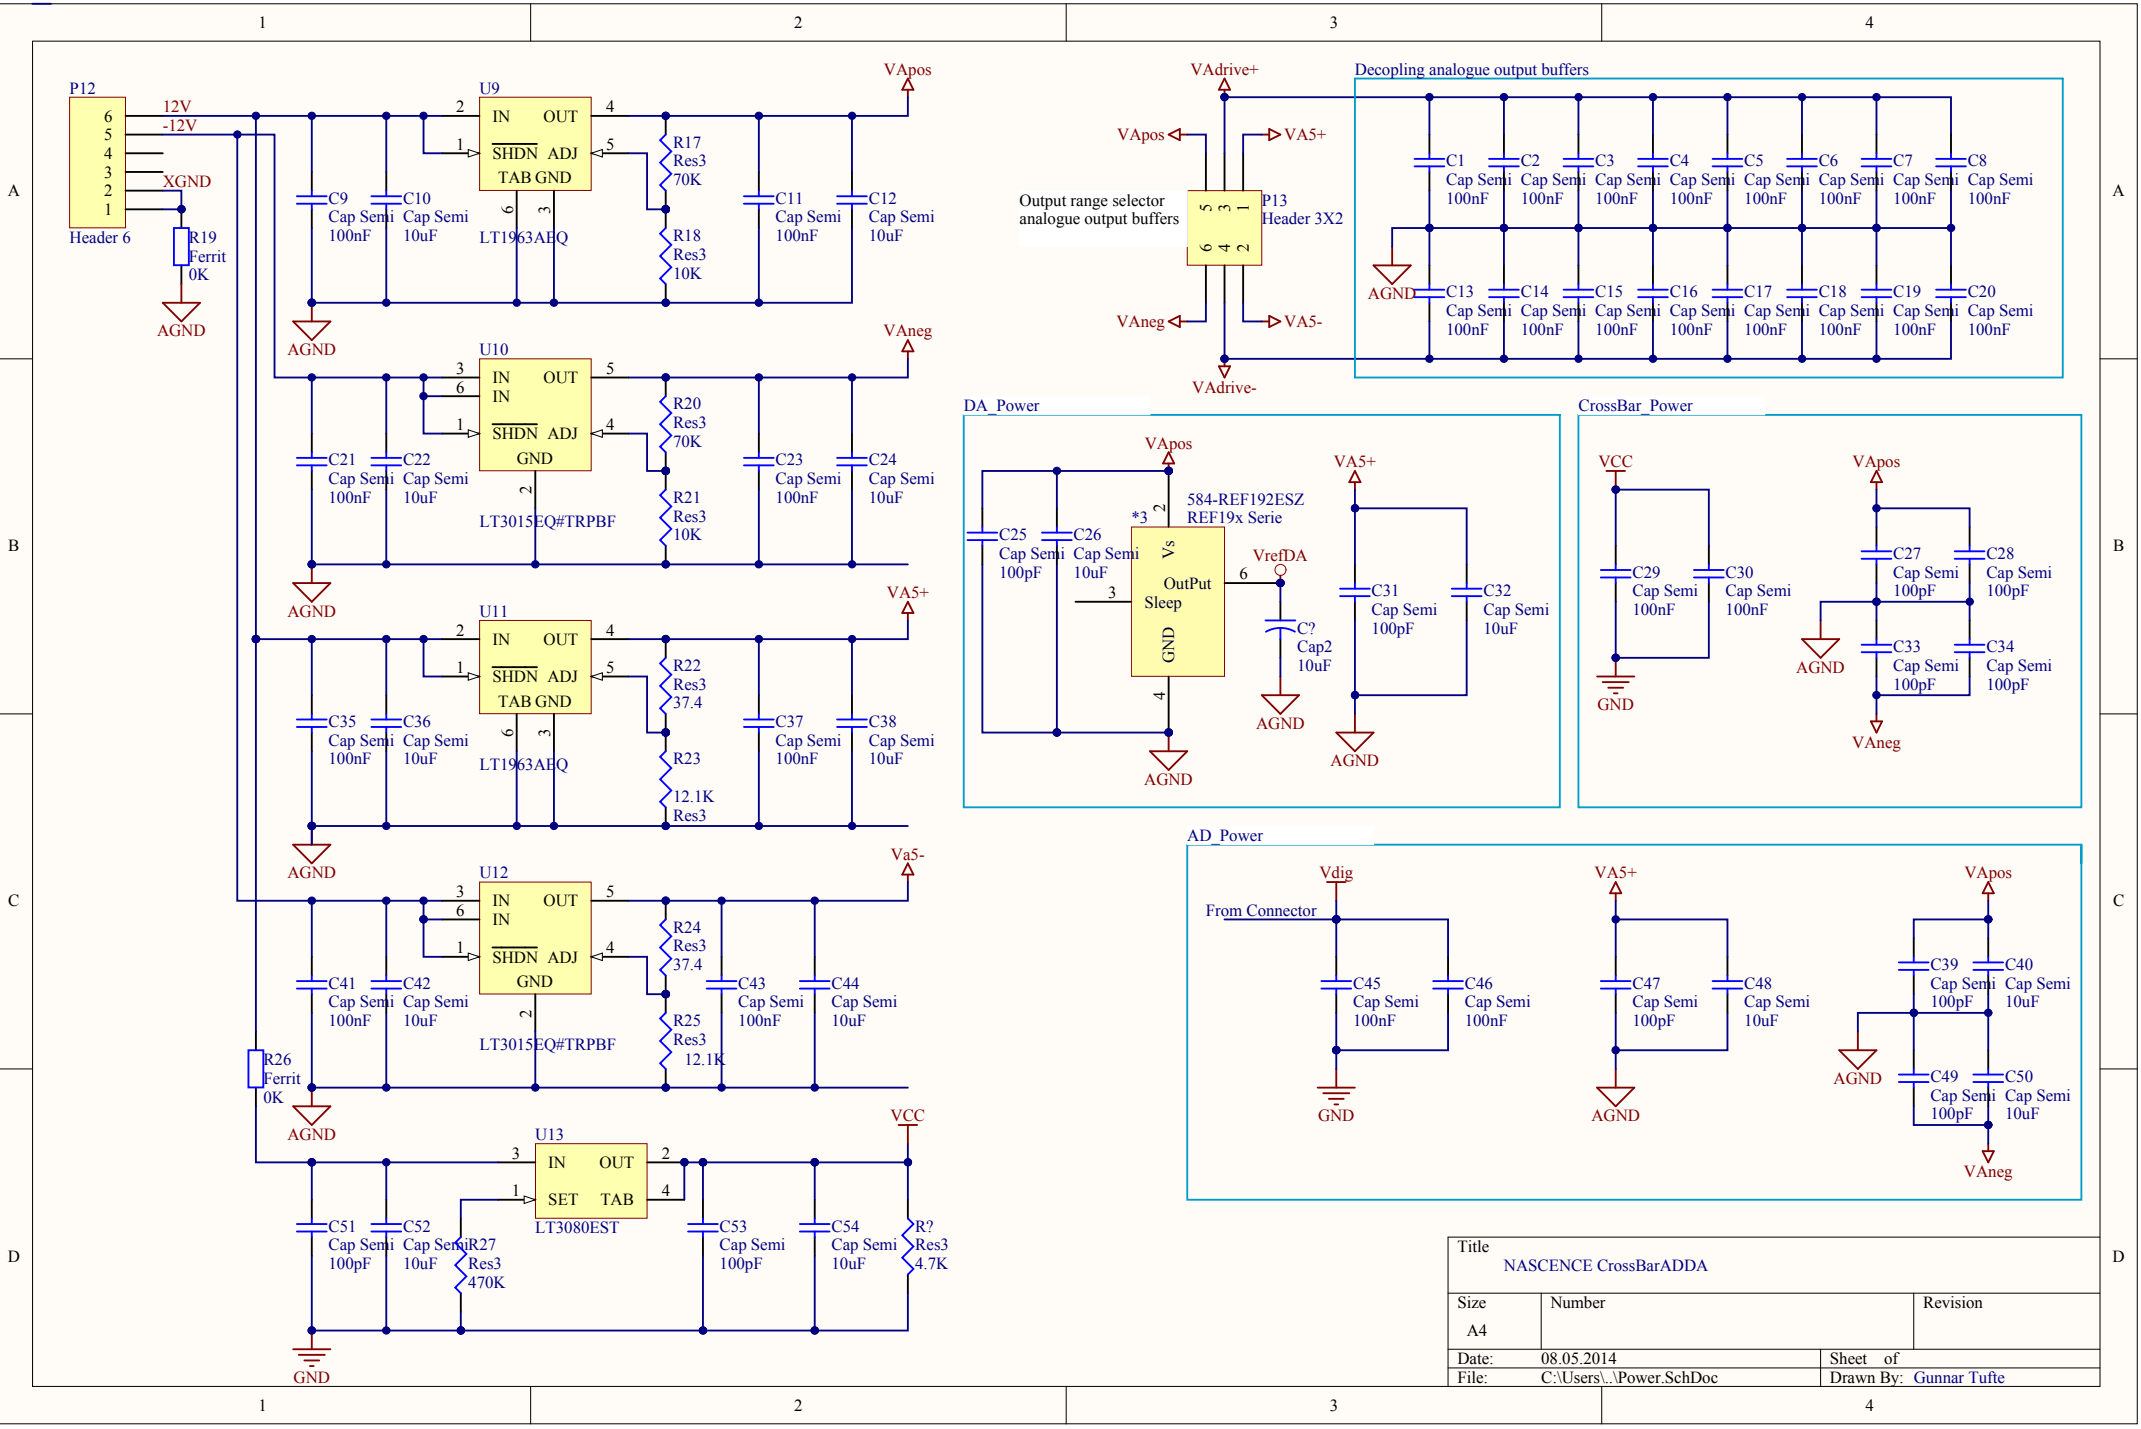 1
2
3
4
A
B
C
D
P12
6
5
4
3
2
1
Header 6
12V
-12V
XGND
R19
Ferrit
0K
AGND
U9
2
IN
OUT
4
1
SHDN
ADJ
5
TAB GND
6
3
LT1963AEQ
C9
Cap Semi
100nF
C10
Cap Semi
10uF
AGND
R17
Res3
70K
R18
Res3
10K
C11
Cap Semi
100nF
C12
Cap Semi
10uF
VApos
U10
3
IN
OUT
5
6
IN
1
SHDN
ADJ
4
GND
2
LT3015EQ#TRPBF
C21
Cap Semi
100nF
C22
Cap Semi
10uF
AGND
R20
Res3
70K
R21
Res3
10K
C23
Cap Semi
100nF
C24
Cap Semi
10uF
VAneg
U11
2
IN
OUT
4
1
SHDN
ADJ
5
TAB GND
6
3
LT1963AEQ
C35
Cap Semi
100nF
C36
Cap Semi
10uF
AGND
R22
Res3
37.4
R23
12.1K
Res3
C37
Cap Semi
100nF
C38
Cap Semi
10uF
VA5+
U12
3
IN
OUT
5
6
IN
1
SHDN
ADJ
4
GND
2
LT3015EQ#TRPBF
C41
Cap Semi
100nF
C42
Cap Semi
10uF
AGND
R24
Res3
37.4
R25
Res3
12.1K
C43
Cap Semi
100nF
C44
Cap Semi
10uF
Va5-
R26
Ferrit
0K
U13
3
IN
OUT
2
1
SET
TAB
4
LT3080EST
C51
Cap Semi
100pF
C52
Cap Semi
10uF
R27
Res3
470K
GND
C53
Cap Semi
100pF
C54
Cap Semi
10uF
R?
Res3
4.7K
VCC
VAdrive+
VApos
VA5+
Output range selector
analogue output buffers
5
3
1
6
4
2
P13
Header 3X2
VAneg
VA5-
VAdrive-
Decopling analogue output buffers
C1
Cap Semi
100nF
C2
Cap Semi
100nF
C3
Cap Semi
100nF
C4
Cap Semi
100nF
C5
Cap Semi
100nF
C6
Cap Semi
100nF
C7
Cap Semi
100nF
C8
Cap Semi
100nF
AGND
C13
Cap Semi
100nF
C14
Cap Semi
100nF
C15
Cap Semi
100nF
C16
Cap Semi
100nF
C17
Cap Semi
100nF
C18
Cap Semi
100nF
C19
Cap Semi
100nF
C20
Cap Semi
100nF
DA_Power
VApos
584-REF192ESZ
REF19x Serie
*3
2
Vs
OutPut
6
3
Sleep
GND
4
VrefDA
C25
Cap Semi
100pF
C26
Cap Semi
10uF
AGND
C?
Cap2
10uF
AGND
VA5+
C31
Cap Semi
100pF
C32
Cap Semi
10uF
AGND
CrossBar_Power
VCC
C29
Cap Semi
100nF
C30
Cap Semi
100nF
GND
VApos
C27
Cap Semi
100pF
C28
Cap Semi
100pF
AGND
C33
Cap Semi
100pF
C34
Cap Semi
100pF
VAneg
AD_Power
Vdig
From Connector
C45
Cap Semi
100nF
C46
Cap Semi
100nF
GND
VA5+
C47
Cap Semi
100pF
C48
Cap Semi
10uF
AGND
VApos
C39
Cap Semi
100pF
C40
Cap Semi
10uF
AGND
C49
Cap Semi
100pF
C50
Cap Semi
10uF
VAneg
Title
NASCENCE CrossBarADDA
Size
Number
Revision
A4
Date: 08.05.2014
Sheet of
File: C:\Users\..\Power.SchDoc
Drawn By: Gunnar Tufte
A
B
C
D
1
2
3
4